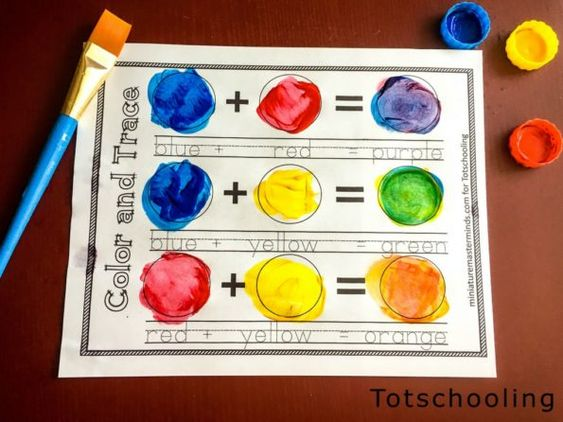 Color and Trace
+ =
blue + red = purple
+ =
blue + yellow = green
+ =
red + yellow = orange
miniaturemasterminds.com for Totschooling
Totschooling